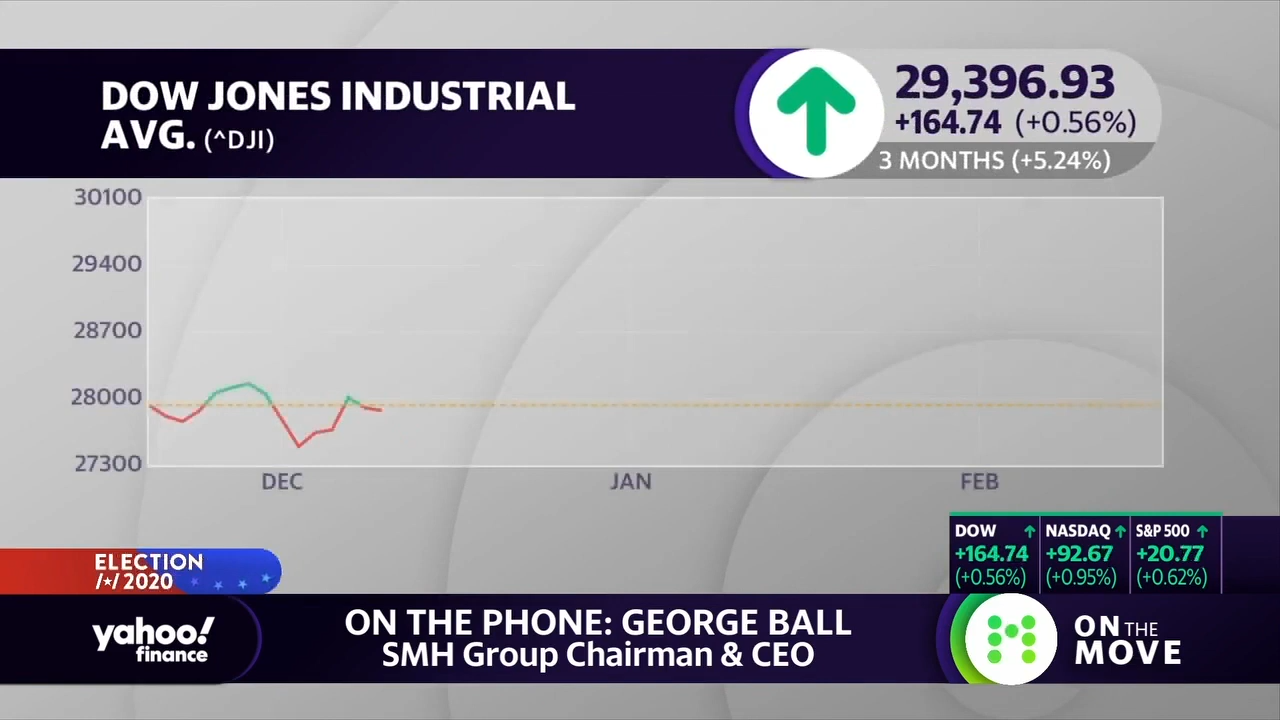 DOW JONES INDUSTRIAL
AVG. (^DJI)
29,396.93
+164.74 (+0.56%)
3 MONTHS (+5.24%)
30100
29400
28700
28000
27300
DEC JAN FEB
DOW NASDAQ S&P 500
+164.74 +92.67 +20.77
(+0.56%) (+0.95%) (+0.62%)
ELECTION
/★/ 2020
yahoo!
finance
ON THE PHONE: GEORGE BALL
SMH Group Chairman & CEO
ON THE
MOVE